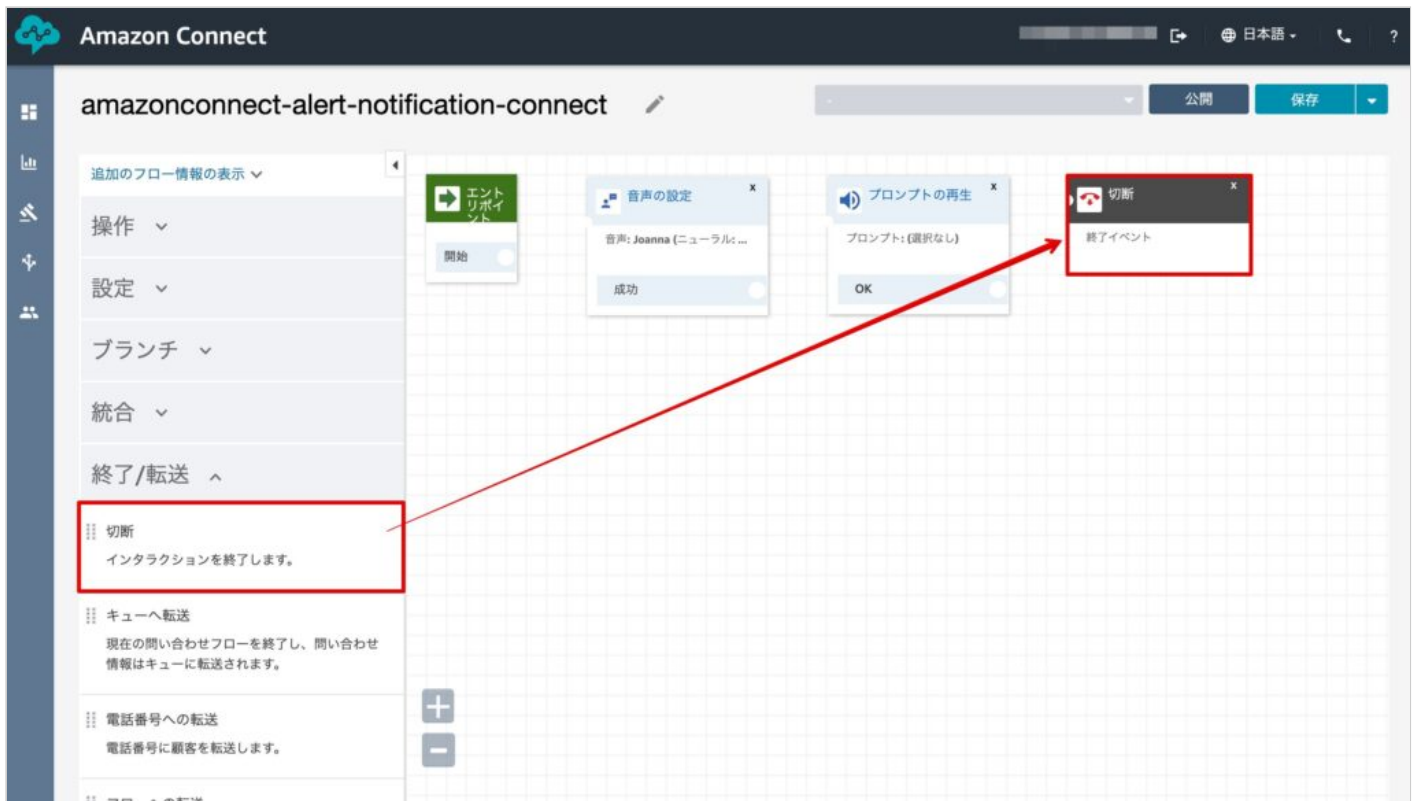 Amazon Connect
日本語
?
amazonconnect-alert-notification-connect
-
公開
保存
追加のフロー情報の表示
操作
設定
ブランチ
統合
終了/転送
切断
インタラクションを終了します。
キューへ転送
現在の問い合わせフローを終了し、問い合わせ
情報はキューに転送されます。
電話番号への転送
電話番号に顧客を転送します。
エント
リポイ
ント
開始
音声の設定
x
音声: Joanna (ニューラル: ...
成功
プロンプトの再生
x
プロンプト: (選択なし)
OK
切断
x
終了イベント